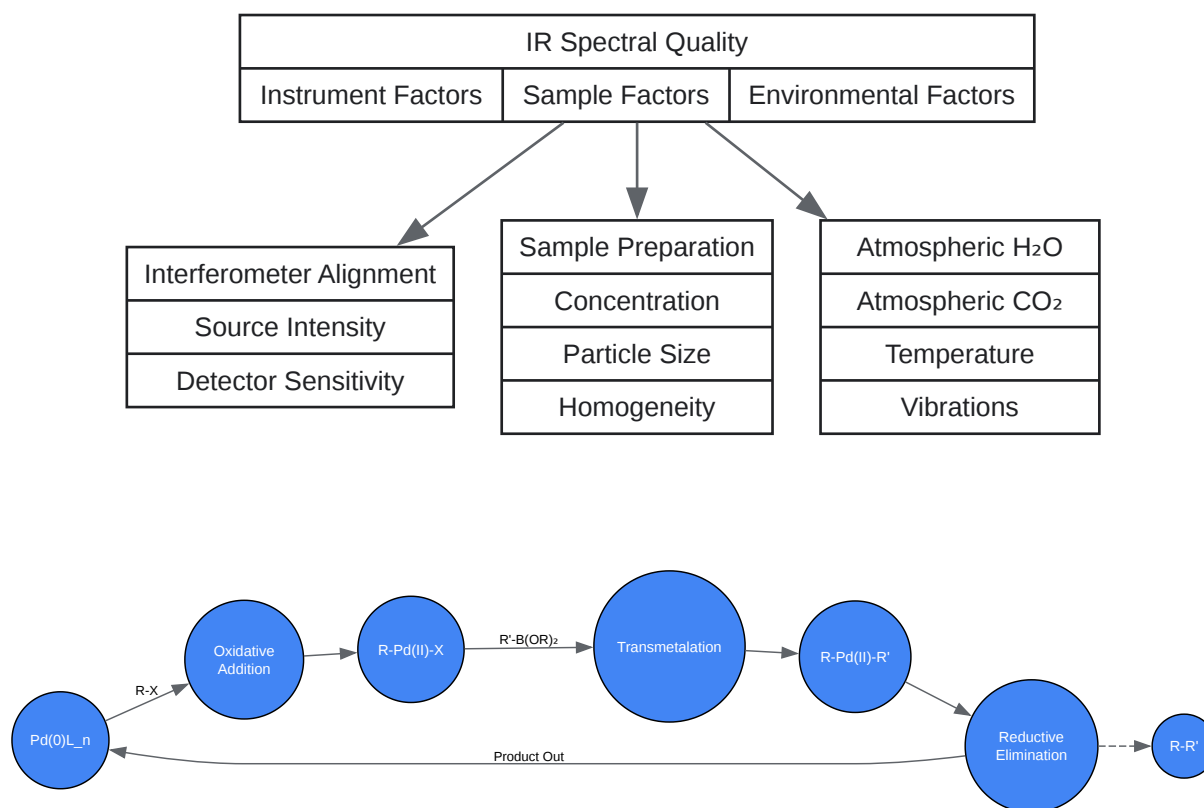 IR Spectral Quality
Instrument Factors
Sample Factors
Environmental Factors
Interferometer Alignment
Source Intensity
Detector Sensitivity
Sample Preparation
Concentration
Particle Size
Homogeneity
Atmospheric H₂O
Atmospheric CO₂
Temperature
Vibrations
Pd(0)L_n
R-X
Oxidative
Addition
R-Pd(II)-X
R'-B(OR)₂
Transmetalation
R-Pd(II)-R'
Reductive
Elimination
Product Out
R-R'